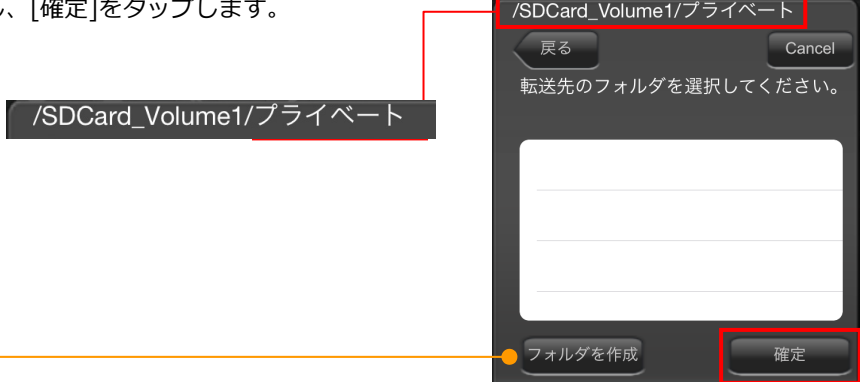 、[確定]をタップします。
/SDCard_Volume1/プライベート
/SDCard_Volume1/プライベート
戻る
Cancel
転送先のフォルダを選択してください。
フォルダを作成
確定